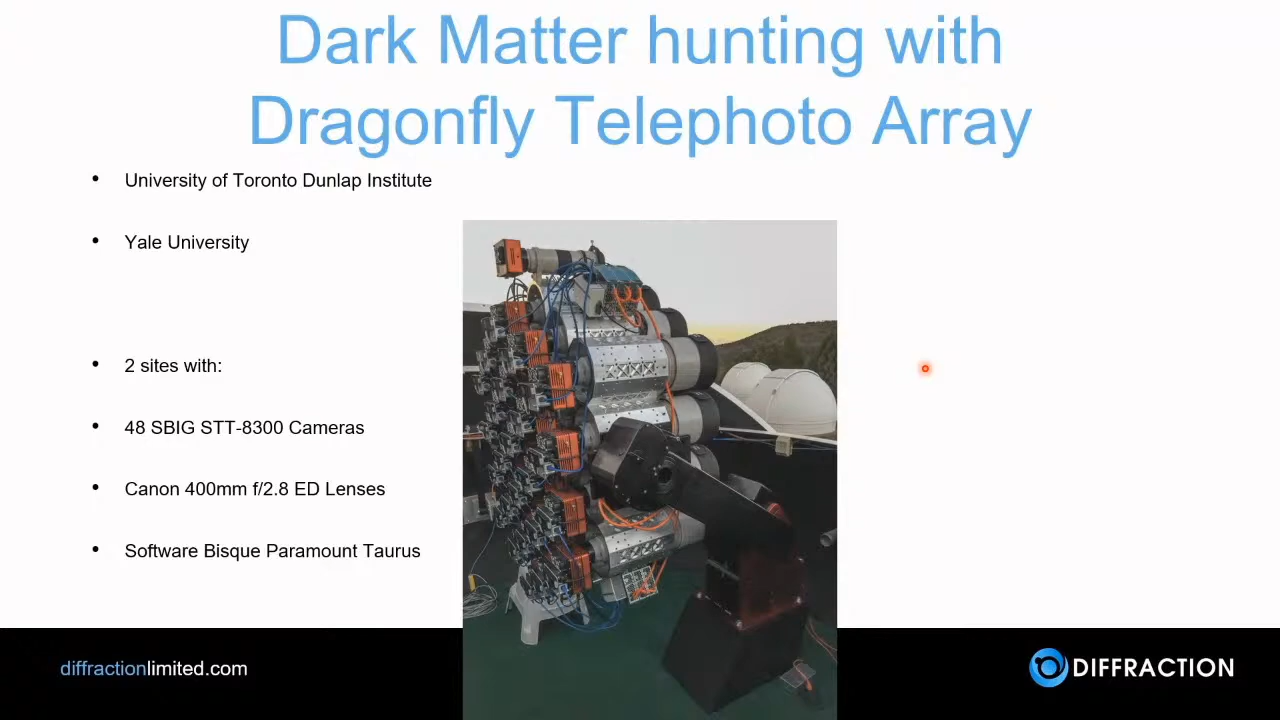 Dark Matter hunting with
Dragonfly Telephoto Array
• University of Toronto Dunlap Institute
• Yale University
• 2 sites with:
• 48 SBIG STT-8300 Cameras
• Canon 400mm f/2.8 ED Lenses
• Software Bisque Paramount Taurus
diffractionlimited.com
DIFFRACTION